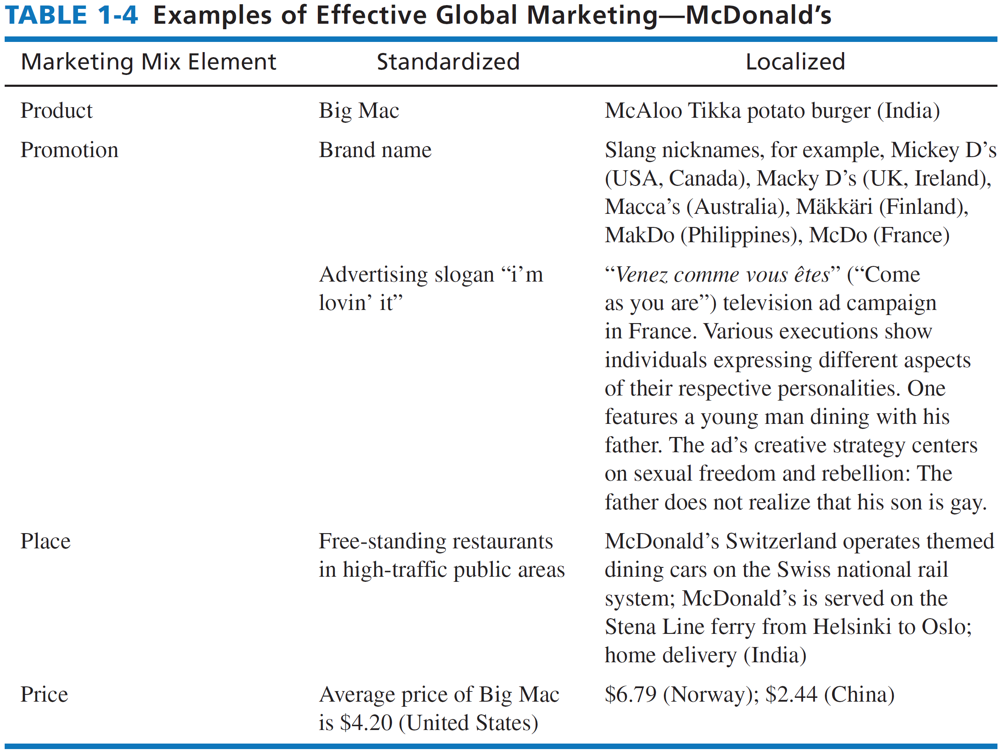 TABLE 1-4 Examples of Effective Global Marketing—McDonald’s
Marketing Mix Element Standardized Localized
Product Big Mac McAloo Tikka potato burger (India)
Promotion Brand name Slang nicknames, for example, Mickey D’s
(USA, Canada), Macky D’s (UK, Ireland),
Macca’s (Australia), Mäkkäri (Finland),
MakDo (Philippines), McDo (France)
Advertising slogan “i’m “Venez comme vous êtes” (“Come
lovin’ it” as you are”) television ad campaign
in France. Various executions show
individuals expressing different aspects
of their respective personalities. One
features a young man dining with his
father. The ad’s creative strategy centers
on sexual freedom and rebellion: The
father does not realize that his son is gay.
Place Free-standing restaurants McDonald’s Switzerland operates themed
in high-traffic public areas dining cars on the Swiss national rail
system; McDonald’s is served on the
Stena Line ferry from Helsinki to Oslo;
home delivery (India)
Price Average price of Big Mac $6.79 (Norway); $2.44 (China)
is $4.20 (United States)